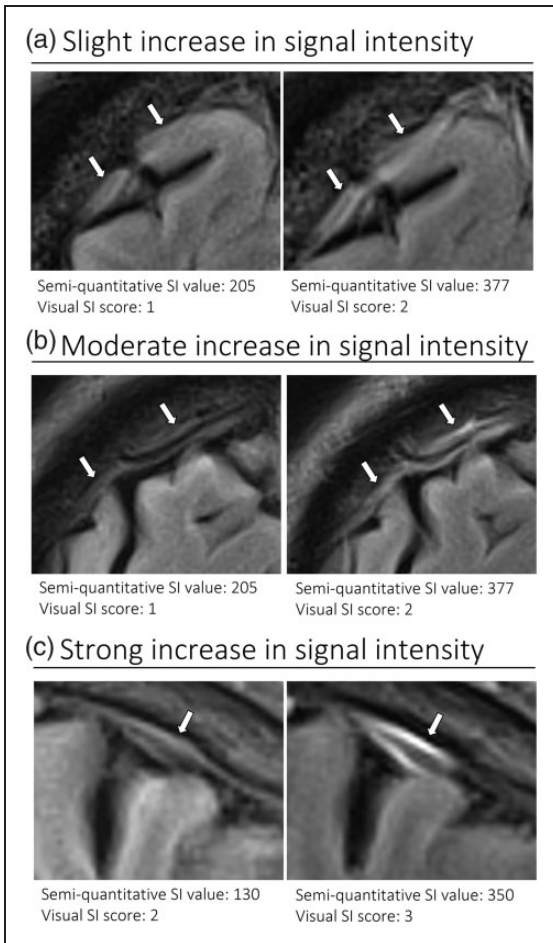 (a) Slight increase in signal intensity
Semi-quantitative SI value: 205
Visual SI score: 1
Semi-quantitative SI value: 377
Visual SI score: 2
(b) Moderate increase in signal intensity
Semi-quantitative SI value: 205
Visual SI score: 1
Semi-quantitative SI value: 377
Visual SI score: 2
(c) Strong increase in signal intensity
Semi-quantitative SI value: 130
Visual SI score: 2
Semi-quantitative SI value: 350
Visual SI score: 3